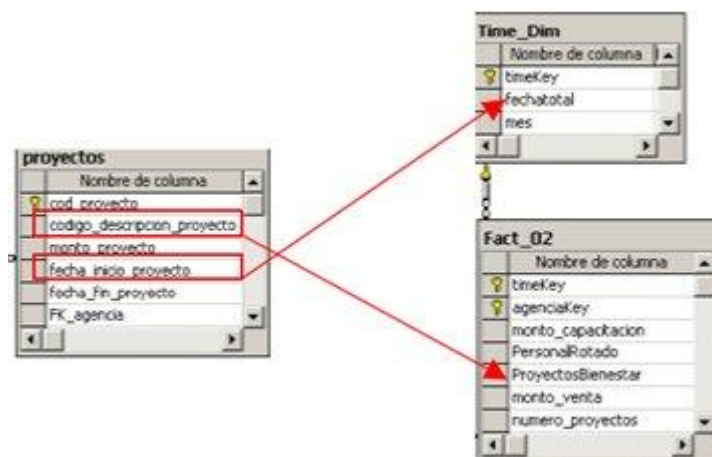 Time_Dim
Nombre de columna
timeKey
fechatotal
mes
proyectos
Nombre de columna
cod_proyecto
codigo_descripcion_proyecto
monto_proyecto
fecha_inicio_proyecto
fecha_fin_proyecto
FK_agencia
Fact_02
Nombre de columna
timeKey
agenciaKey
monto_capacitacion
PersonalRotado
ProyectosBienestar
monto_venta
numero_proyectos